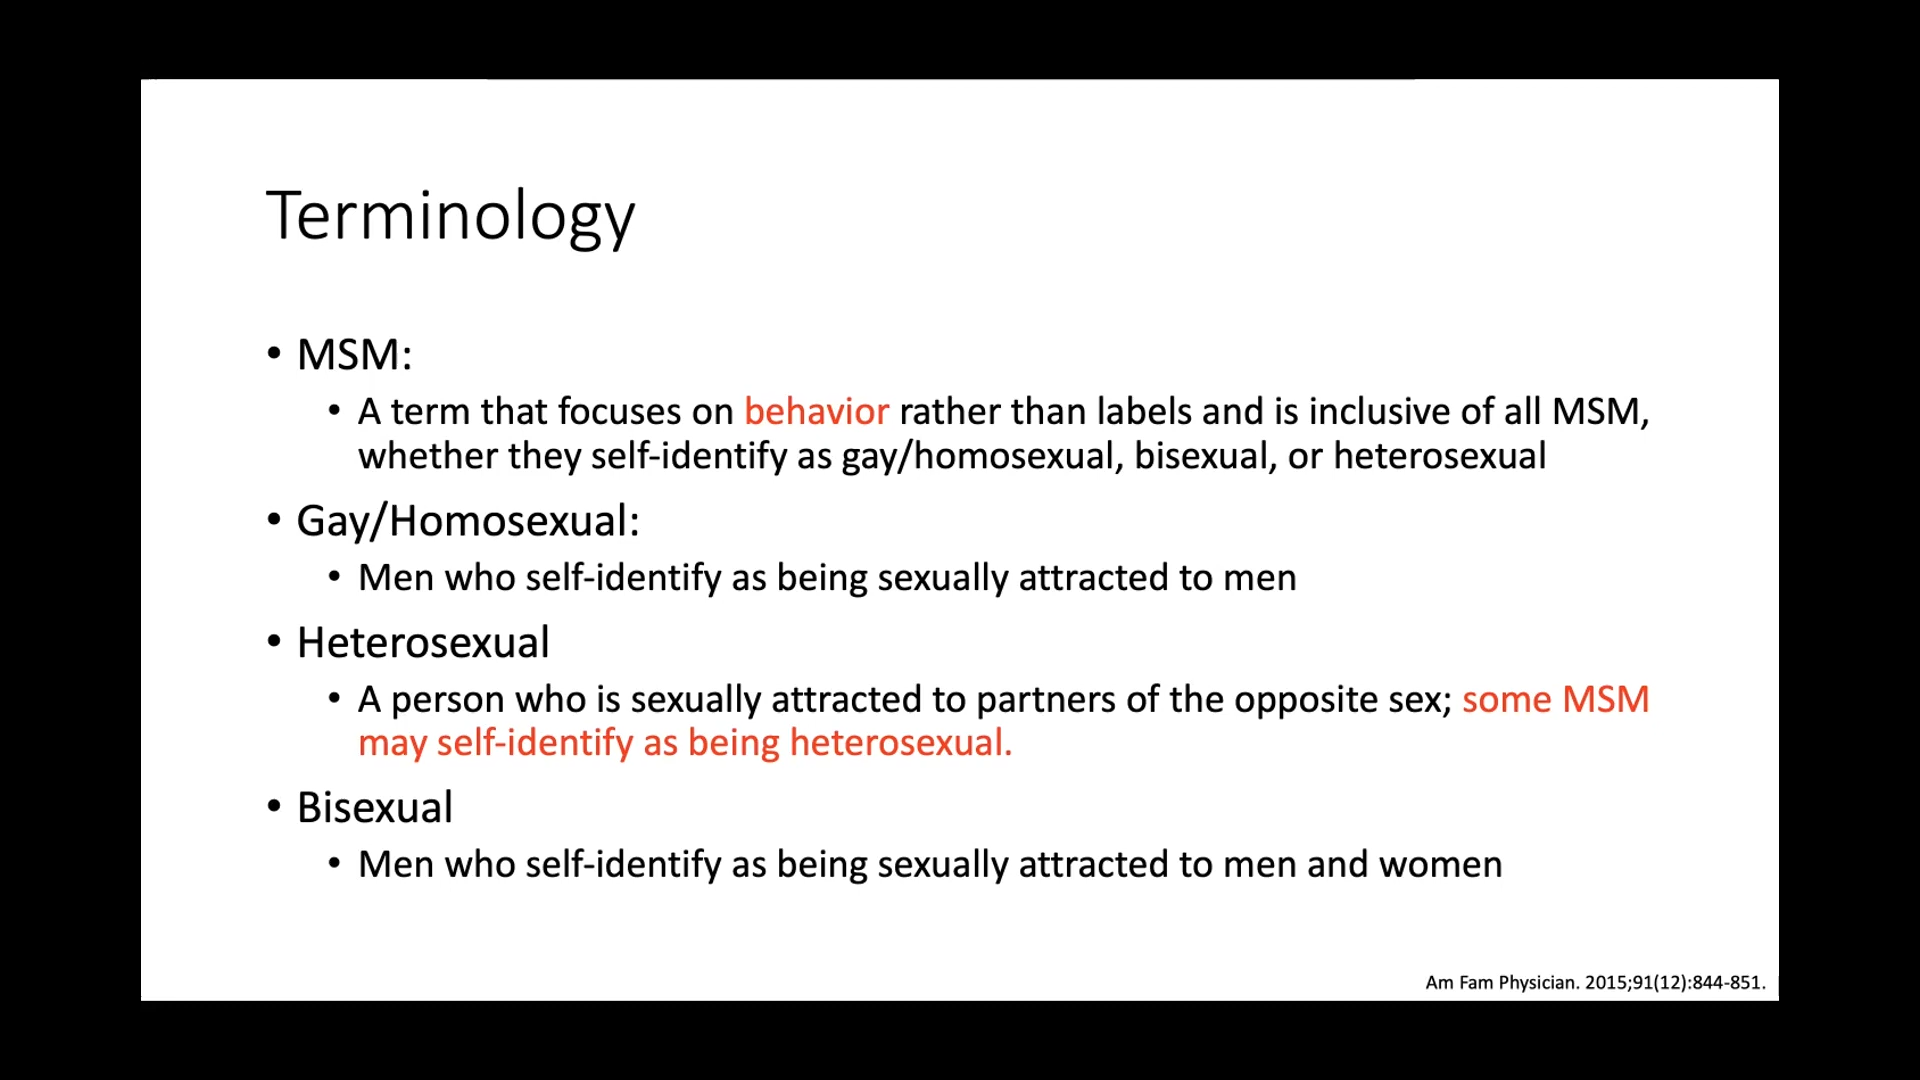 Terminology
• MSM:
• A term that focuses on behavior rather than labels and is inclusive of all MSM,
whether they self-identify as gay/homosexual, bisexual, or heterosexual
• Gay/Homosexual:
• Men who self-identify as being sexually attracted to men
• Heterosexual
• A person who is sexually attracted to partners of the opposite sex; some MSM
may self-identify as being heterosexual.
• Bisexual
• Men who self-identify as being sexually attracted to men and women
Am Fam Physician. 2015;91(12):844-851.